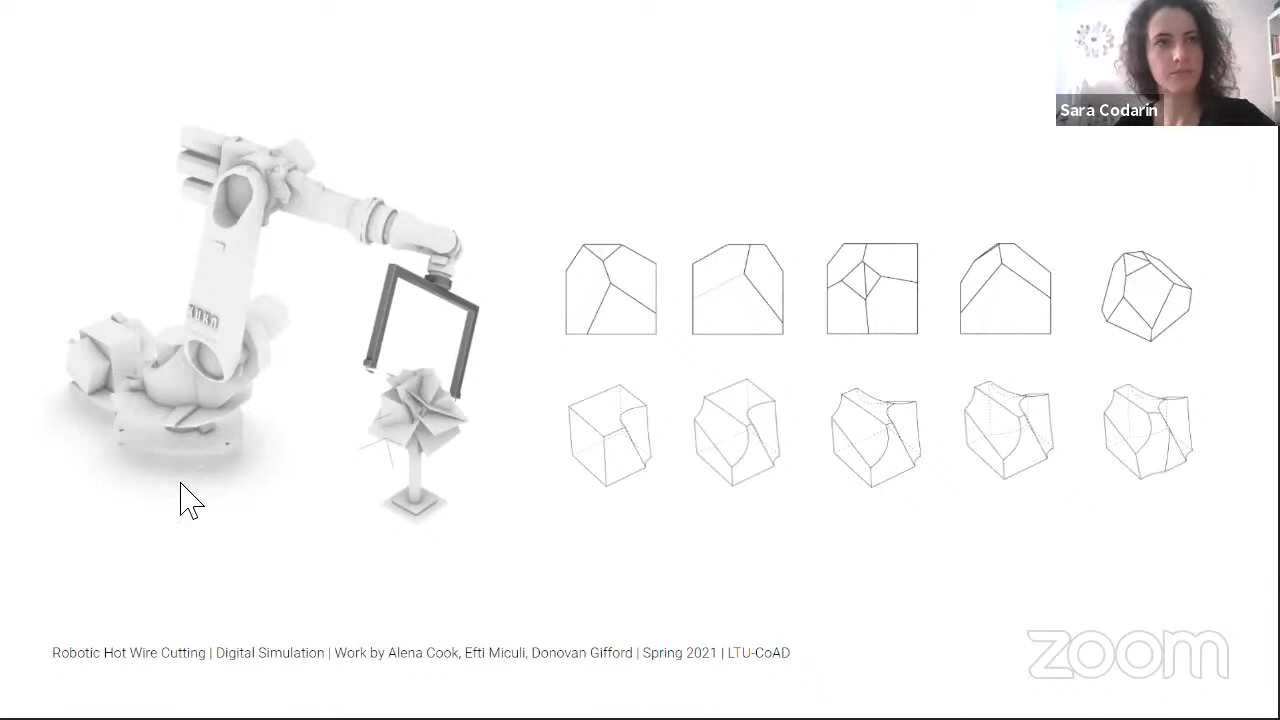 Sara Codarin
KUKA
Robotic Hot Wire Cutting | Digital Simulation | Work by Alena Cook, Efti Miculi, Donovan Gifford | Spring 2021 | LTU-CoAD
zoom